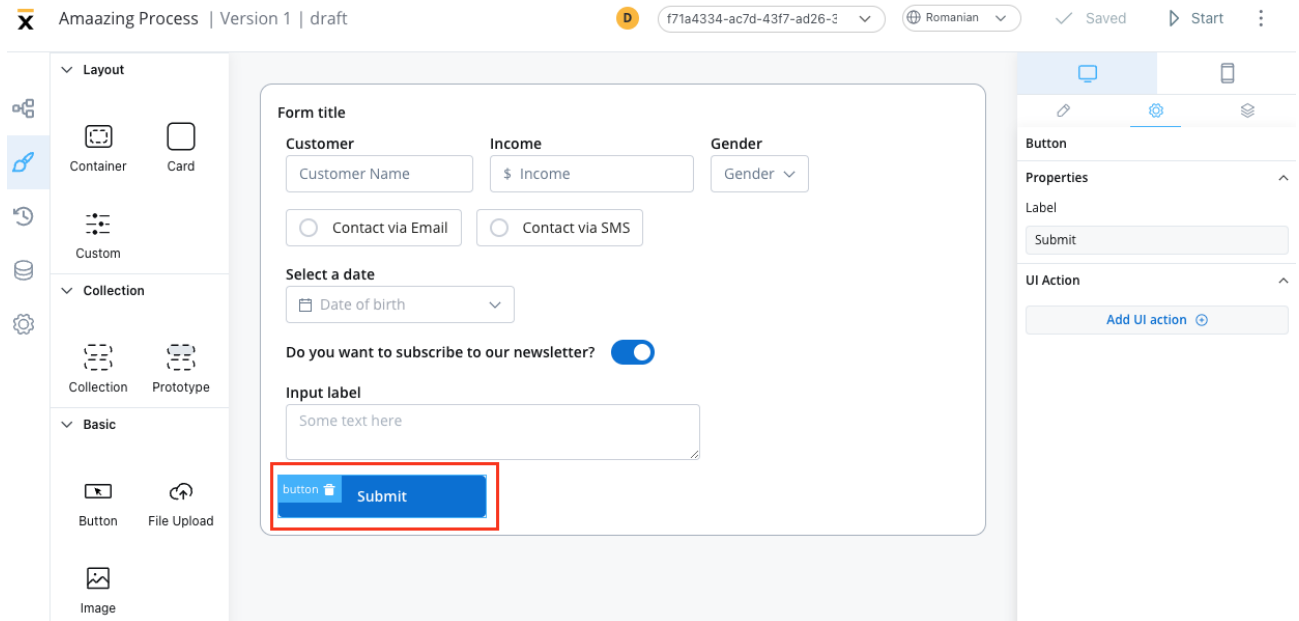 Amaazing Process | Version 1 | draft
D
f71a4334-ac7d-43f7-ad26-3
Romanian
Saved
Start
Layout
Container
Card
Custom
Collection
Collection
Prototype
Basic
Button
File Upload
Image
Form title
Customer
Income
Gender
Customer Name
$ Income
Gender
Contact via Email
Contact via SMS
Select a date
Date of birth
Do you want to subscribe to our newsletter?
Input label
Some text here
button
Submit
Button
Properties
Label
Submit
UI Action
Add UI action